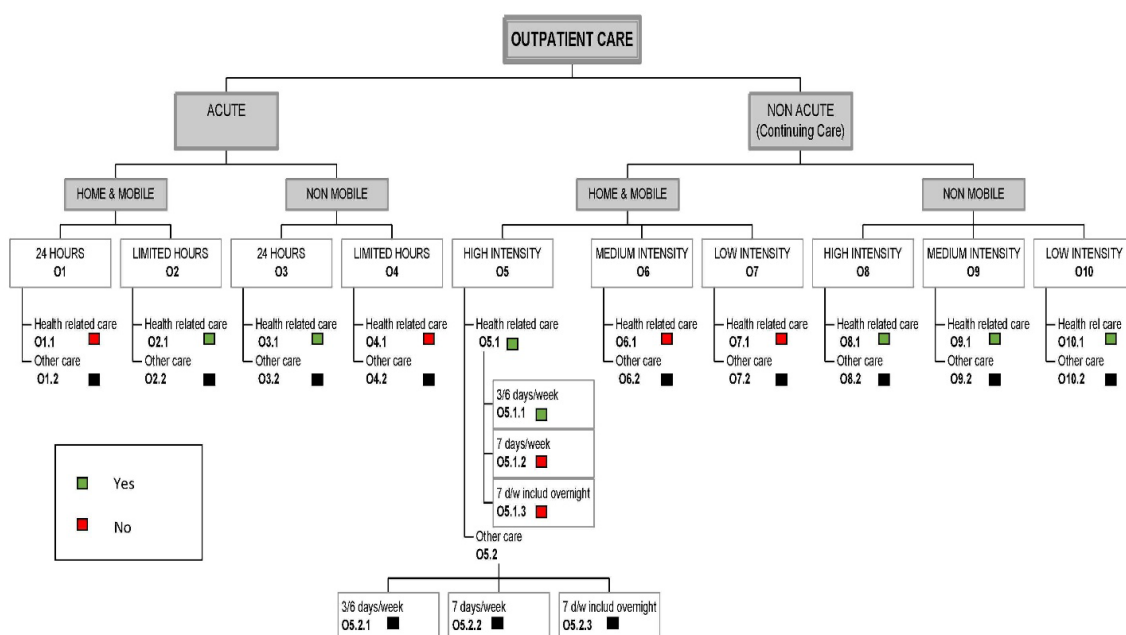 OUTPATIENT CARE
ACUTE
NON ACUTE
(Continuing Care)
HOME & MOBILE
NON MOBILE
HOME & MOBILE
NON MOBILE
24 HOURS
O1
LIMITED HOURS
O2
24 HOURS
O3
LIMITED HOURS
O4
HIGH INTENSITY
O5
MEDIUM INTENSITY
O6
LOW INTENSITY
O7
HIGH INTENSITY
O8
MEDIUM INTENSITY
O9
LOW INTENSITY
O10
Health related care
O1.1
Other care
O1.2
Health related care
O2.1
Other care
O2.2
Health related care
O3.1
Other care
O3.2
Health related care
O4.1
Other care
O4.2
Health related care
O5.1
3/6 days/week
O5.1.1
7 days/week
O5.1.2
7 d/w includ overnight
O5.1.3
Other care
O5.2
3/6 days/week
O5.2.1
7 days/week
O5.2.2
7 d/w includ overnight
O5.2.3
Health related care
O6.1
Other care
O6.2
Health related care
O7.1
Other care
O7.2
Health related care
O8.1
Other care
O8.2
Health related care
O9.1
Other care
O9.2
Health rel care
O10.1
Other care
O10.2
Yes
No